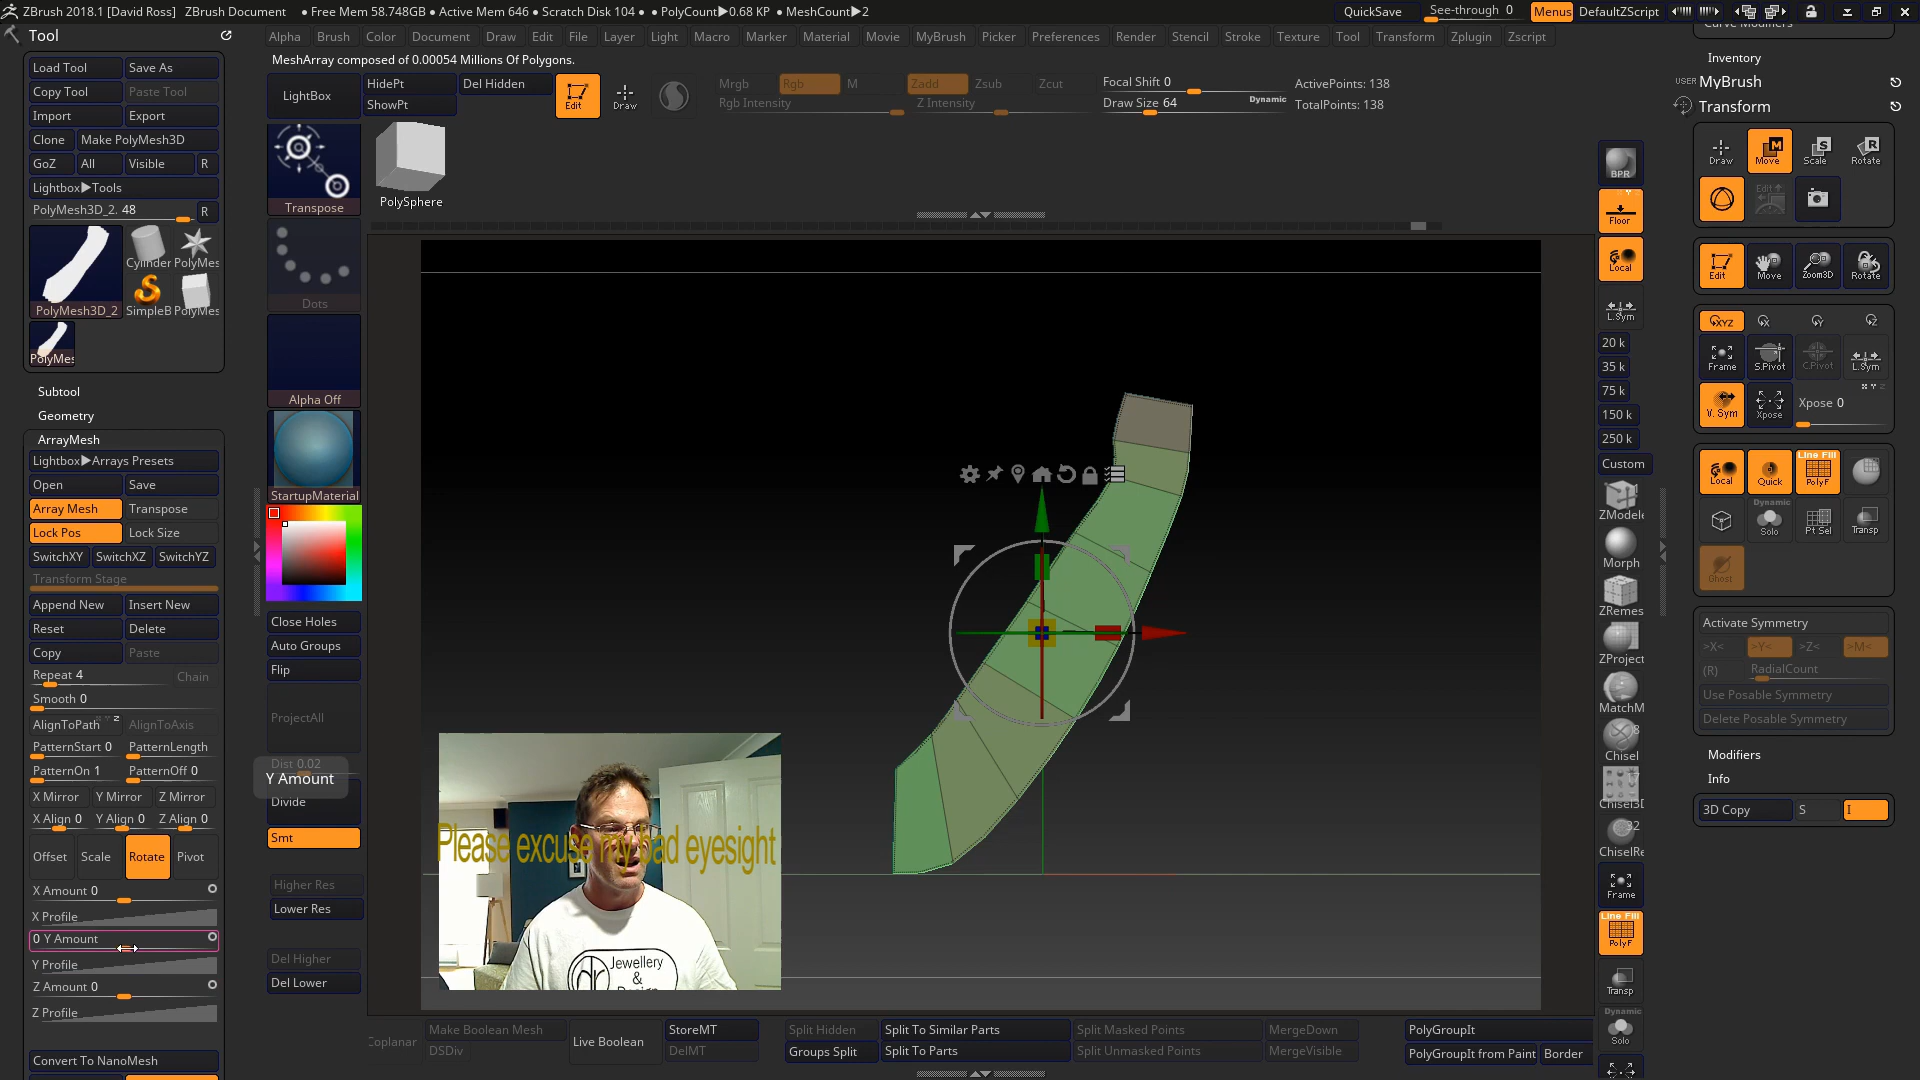 ZBrush 2018.1 [David Ross]   ZBrush Document   • Free Mem 58.748GB • Active Mem 646 • Scratch Disk 104 •   • PolyCount▶0.68 KP   • MeshCount▶2   QuickSave   See-through 0   Menus   DefaultZScript
Tool   Alpha   Brush   Color   Document   Draw   Edit   File   Layer   Light   Macro   Marker   Material   Movie   MyBrush   Picker   Preferences   Render   Stencil   Stroke   Texture   Tool   Transform   Zplugin   Zscript
MeshArray composed of 0.00054 Millions Of Polygons.
Load Tool   Save As
Copy Tool   Paste Tool
Import   Export
Clone   Make PolyMesh3D
GoZ   All   Visible   R
Lightbox▶Tools
PolyMesh3D_2. 48   R
Cylinder   PolyMes
PolyMesh3D_2   SimpleB   PolyMes
PolyMes
Subtool
Geometry
ArrayMesh
Lightbox▶Arrays Presets
Open   Save
Array Mesh   Transpose
Lock Pos   Lock Size
SwitchXY   SwitchXZ   SwitchYZ
Transform Stage
Append New   Insert New
Reset   Delete
Copy   Paste
Repeat 4   Chain
Smooth 0
AlignToPath   X Y Z   AlignToAxis
PatternStart 0   PatternLength
PatternOn 1   PatternOff 0
X Mirror   Y Mirror   Z Mirror
X Align 0   Y Align 0   Z Align 0
Offset   Scale   Rotate   Pivot
X Amount 0
X Profile
0 Y Amount
Y Profile
Z Amount 0
Z Profile
Convert To NanoMesh
LightBox   HidePt   ShowPt   Del Hidden   Edit   Draw
Mrgb   Rgb   M   Zadd   Zsub   Zcut
Rgb Intensity   Z Intensity
Focal Shift 0
Draw Size 64   Dynamic
ActivePoints: 138
TotalPoints: 138
Transpose   PolySphere
Dots
Alpha Off
StartupMaterial
Close Holes
Auto Groups
Flip
ProjectAll
Dist 0.02
Y Amount
Divide
Smt
Higher Res
Lower Res
Del Higher
Del Lower
Please excuse my bad eyesight
Jewellery
&
Coplanar   Make Boolean Mesh   DSDiv   Live Boolean   StoreMT   DelMT
Split Hidden   Groups Split   Split To Similar Parts   Split To Parts
Split Masked Points   Split Unmasked Points   MergeDown   MergeVisible
PolyGroupIt
PolyGroupIt from Paint   Border
BPR
Floor
Local
L.Sym
20 k
35 k
75 k
150 k
250 k
Custom
ZModele
Morph
ZRemes
ZProject
MatchM
8
Chisel
Chisel3D
32
ChiselRe
Frame
Line Fill
PolyF
Transp
Dynamic
Solo
Curve Modifiers
Inventory
USER MyBrush
Transform
Draw   Move   Scale   Rotate
Edit
Edit   Move   Zoom3D   Rotate
XYZ   X   Y   Z
Frame   S.Pivot   C.Pivot   L.Sym
V. Sym   Xpose   Xpose 0   X Y Z
Local   Quick   Line Fill   PolyF
Dynamic
Solo   Pt Sel   Transp
Ghost
Activate Symmetry
>X<   >Y<   >Z<   >M<
(R)   RadialCount
Use Posable Symmetry
Delete Posable Symmetry
Modifiers
Info
3D Copy   S   I